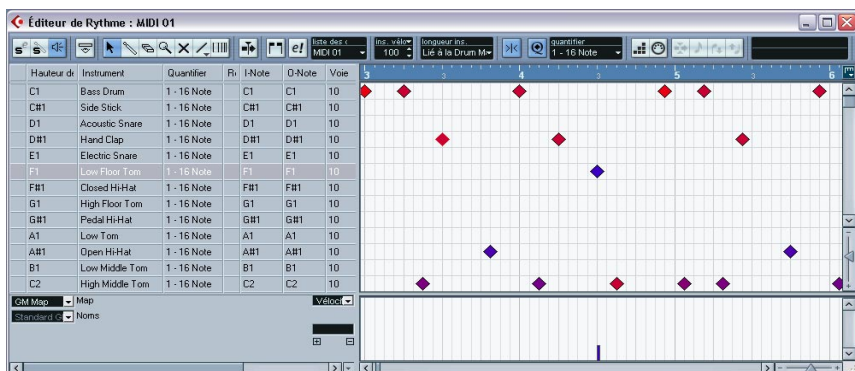 Éditeur de Rythme : MIDI 01
liste des ( ins. vélo longueur ins. quantifier
MIDI 01 100 Lié à la Drum M 1 - 16 Note
Hauteur de Instrument Quantifier I-Note O-Note Voie 3 3 4 3 5 3 6
C1 Bass Drum 1 - 16 Note C1 C1 10
C#1 Side Stick 1 - 16 Note C#1 C#1 10
D1 Acoustic Snare 1 - 16 Note D1 D1 10
D#1 Hand Clap 1 - 16 Note D#1 D#1 10
E1 Electric Snare 1 - 16 Note E1 E1 10
F1 Low Floor Tom 1 - 16 Note F1 F1 10
F#1 Closed Hi-Hat 1 - 16 Note F#1 F#1 10
G1 High Floor Tom 1 - 16 Note G1 G1 10
G#1 Pedal Hi-Hat 1 - 16 Note G#1 G#1 10
A1 Low Tom 1 - 16 Note A1 A1 10
A#1 Open Hi-Hat 1 - 16 Note A#1 A#1 10
B1 Low Middle Tom 1 - 16 Note B1 B1 10
C2 High Middle Tom 1 - 16 Note C2 C2 10
GM Map Map Véloci
Standard G Noms